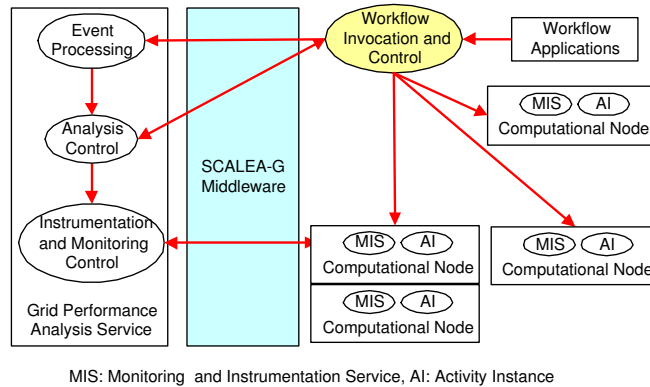 Event
Processing
Analysis
Control
Instrumentation
and Monitoring
Control
Grid Performance
Analysis Service
SCALEA-G
Middleware
Workflow
Invocation and
Control
Workflow
Applications
MIS AI
Computational Node
MIS AI
Computational Node
MIS AI
Computational Node
MIS AI
Computational Node
MIS: Monitoring and Instrumentation Service, AI: Activity Instance